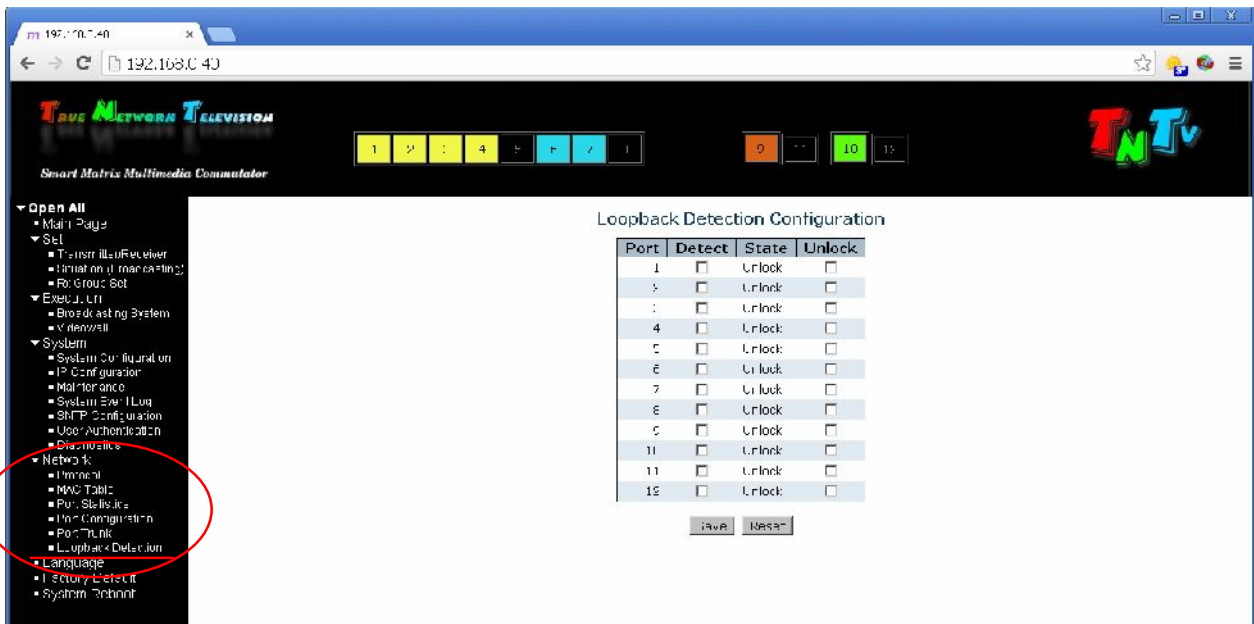 192.168.0.40
True Network Television
Smart Matrix Multimedia Commutator
1 2 4 9 10
Open All
Main Page
Set
(Broadcasting)
Rx Group Set
Execution
Broadcasting System
Videowall
System
System Configuration
IP Configuration
Maintenance
System Event Log
SNTP Configuration
User Authentication
Diagnostics
Network
Protocol
MAC Table
Port Statistics
Port Configuration
Port Trunk
Loopback Detection
Language
Factory Default
System Reboot
TNTv
Loopback Detection Configuration
Port Detect State Unlock
1 Unlock
2 Unlock
3 Unlock
4 Unlock
5 Unlock
6 Unlock
7 Unlock
8 Unlock
9 Unlock
10 Unlock
11 Unlock
12 Unlock
Save Reset